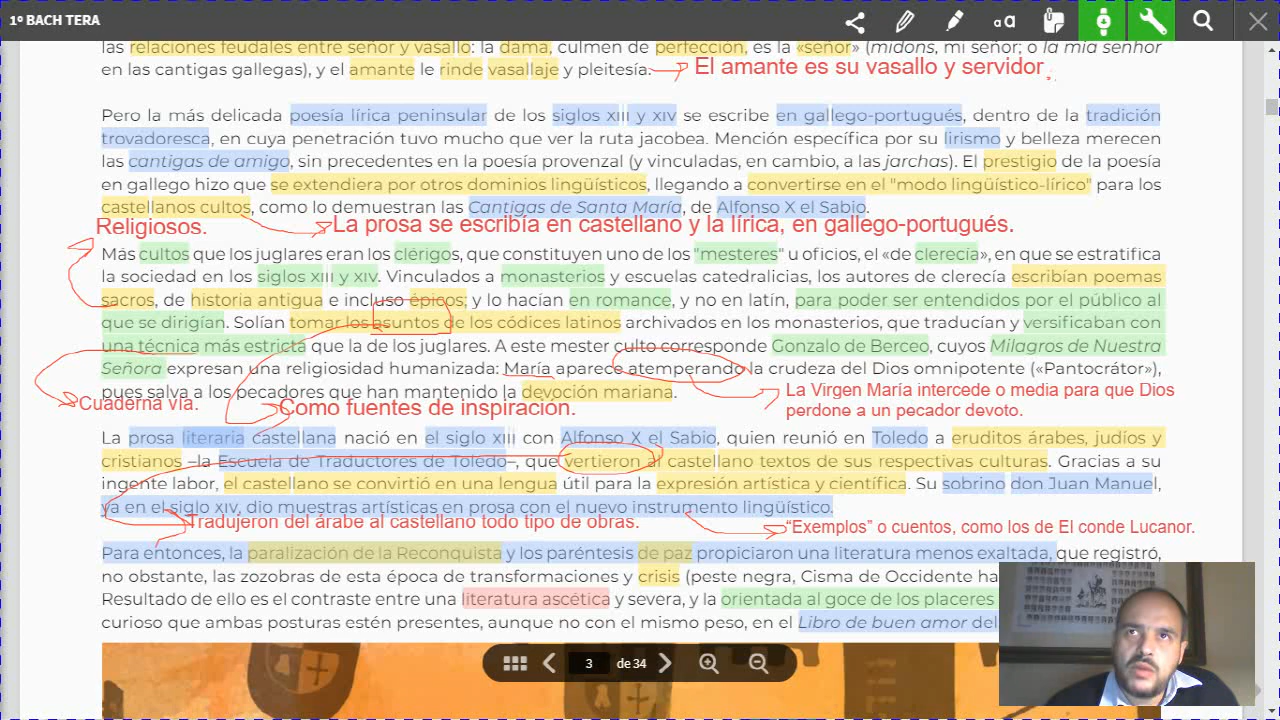 1º BACH TERA
aA
las relaciones feudales entre señor y vasallo: la dama, culmen de perfección, es la «señor» (midons, mi señor; o la mia senhor
en las cantigas gallegas), y el amante le rinde vasallaje y pleitesía.
El amante es su vasallo y servidor.
Pero la más delicada poesía lírica peninsular de los siglos XIII y XIV se escribe en gallego-portugués, dentro de la tradición
trovadoresca, en cuya penetración tuvo mucho que ver la ruta jacobea. Mención específica por su lirismo y belleza merecen
las cantigas de amigo, sin precedentes en la poesía provenzal (y vinculadas, en cambio, a las jarchas). El prestigio de la poesía
en gallego hizo que se extendiera por otros dominios lingüísticos, llegando a convertirse en el "modo lingüístico-lírico" para los
castellanos cultos, como lo demuestran las Cantigas de Santa María, de Alfonso X el Sabio.
Religiosos.
La prosa se escribía en castellano y la lírica, en gallego-portugués.
Más cultos que los juglares eran los clérigos, que constituyen uno de los "mesteres" u oficios, el «de clerecía», en que se estratifica
la sociedad en los siglos XIII y XIV. Vinculados a monasterios y escuelas catedralicias, los autores de clerecía escribían poemas
sacros, de historia antigua e incluso épicos; y lo hacían en romance, y no en latín, para poder ser entendidos por el público al
que se dirigían. Solían tomar los asuntos de los códices latinos archivados en los monasterios, que traducían y versificaban con
una técnica más estricta que la de los juglares. A este mester culto corresponde Gonzalo de Berceo, cuyos Milagros de Nuestra
Señora expresan una religiosidad humanizada: María aparece atemperando la crudeza del Dios omnipotente («Pantocrátor»),
pues salva a los pecadores que han mantenido la devoción mariana.
La Virgen María intercede o media para que Dios
perdone a un pecador devoto.
Cuaderna vía.
Como fuentes de inspiración.
La prosa literaria castellana nació en el siglo XIII con Alfonso X el Sabio, quien reunió en Toledo a eruditos árabes, judíos y
cristianos –la Escuela de Traductores de Toledo–, que vertieron al castellano textos de sus respectivas culturas. Gracias a su
ingente labor, el castellano se convirtió en una lengua útil para la expresión artística y científica. Su sobrino don Juan Manuel,
ya en el siglo XIV, dio muestras artísticas en prosa con el nuevo instrumento lingüístico.
Tradujeron del árabe al castellano todo tipo de obras.
“Exemplos” o cuentos, como los de El conde Lucanor.
Para entonces, la paralización de la Reconquista y los paréntesis de paz propiciaron una literatura menos exaltada, que registró,
no obstante, las zozobras de esta época de transformaciones y crisis (peste negra, Cisma de Occidente
Resultado de ello es el contraste entre una literatura ascética y severa, y la orientada al goce de los placeres
curioso que ambas posturas estén presentes, aunque no con el mismo peso, en el Libro de buen amor del
3 de 34